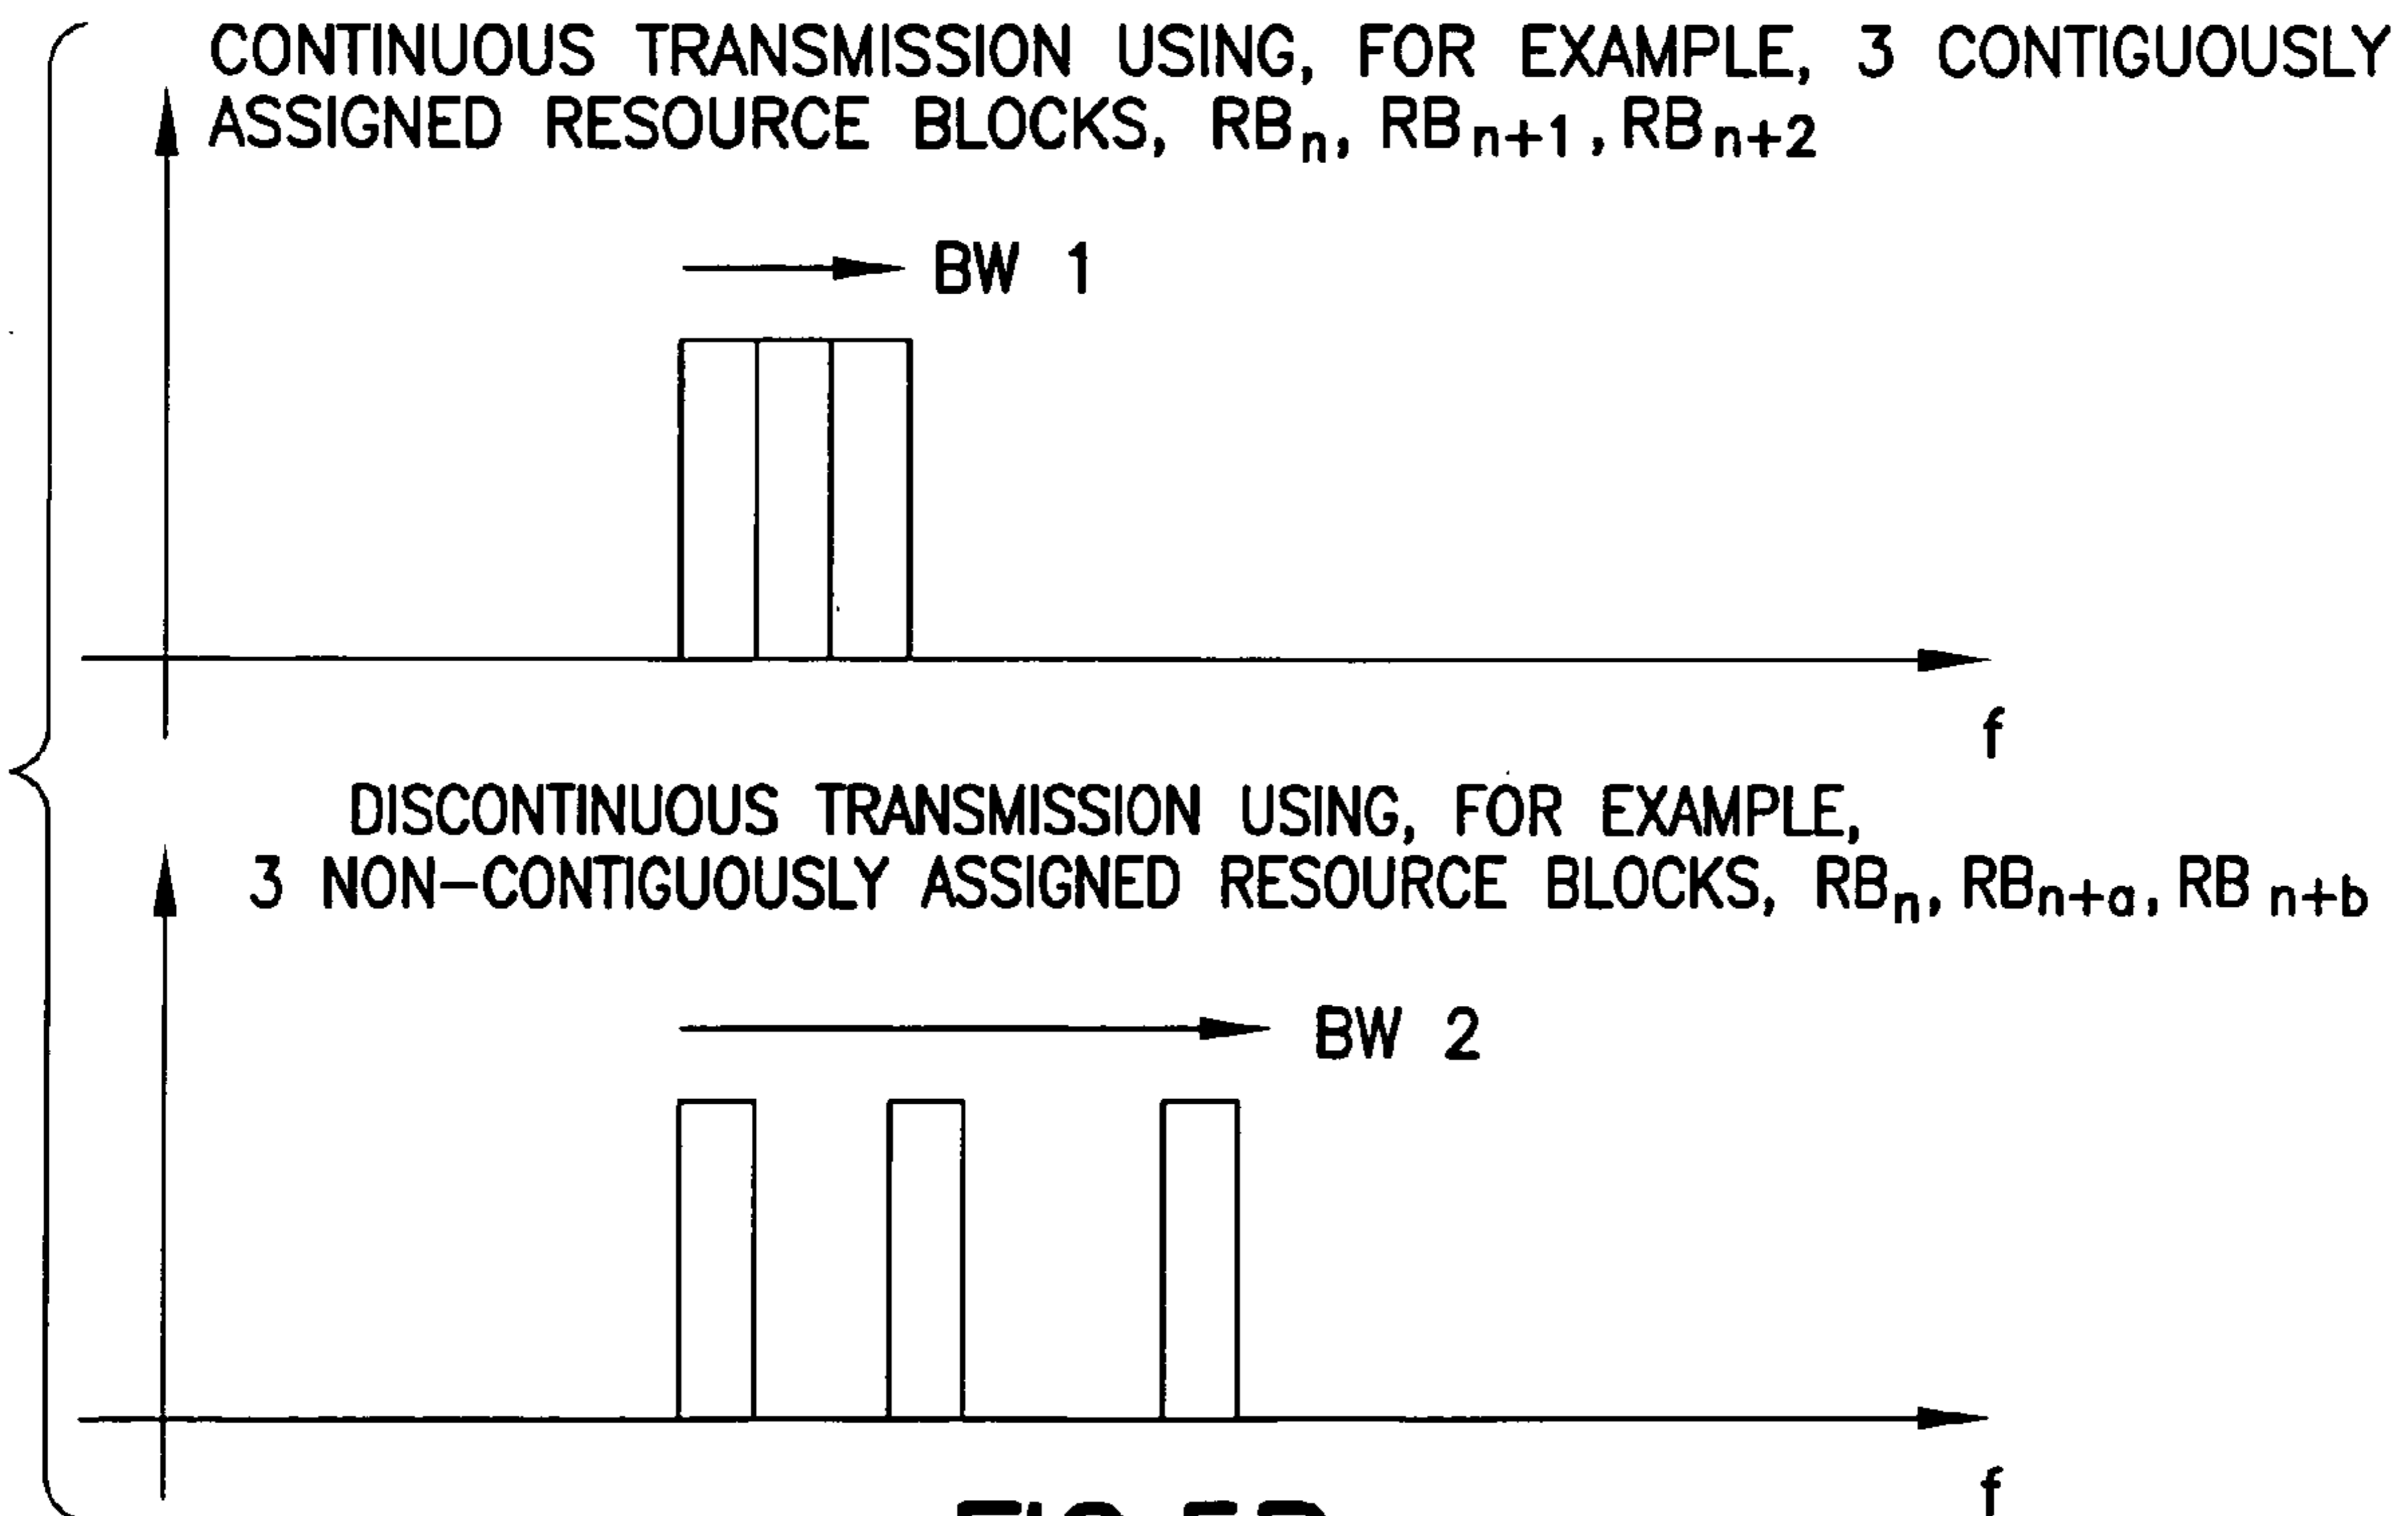 CONTINUOUS TRANSMISSION USING, FOR EXAMPLE, 3 CONTIGUOUSLY
ASSIGNED RESOURCE BLOCKS, RBn, RBn+1, RBn+2
BW 1
f
DISCONTINUOUS TRANSMISSION USING, FOR EXAMPLE,
3 NON-CONTIGUOUSLY ASSIGNED RESOURCE BLOCKS, RBn, RBn+a, RB n+b
BW 2
f